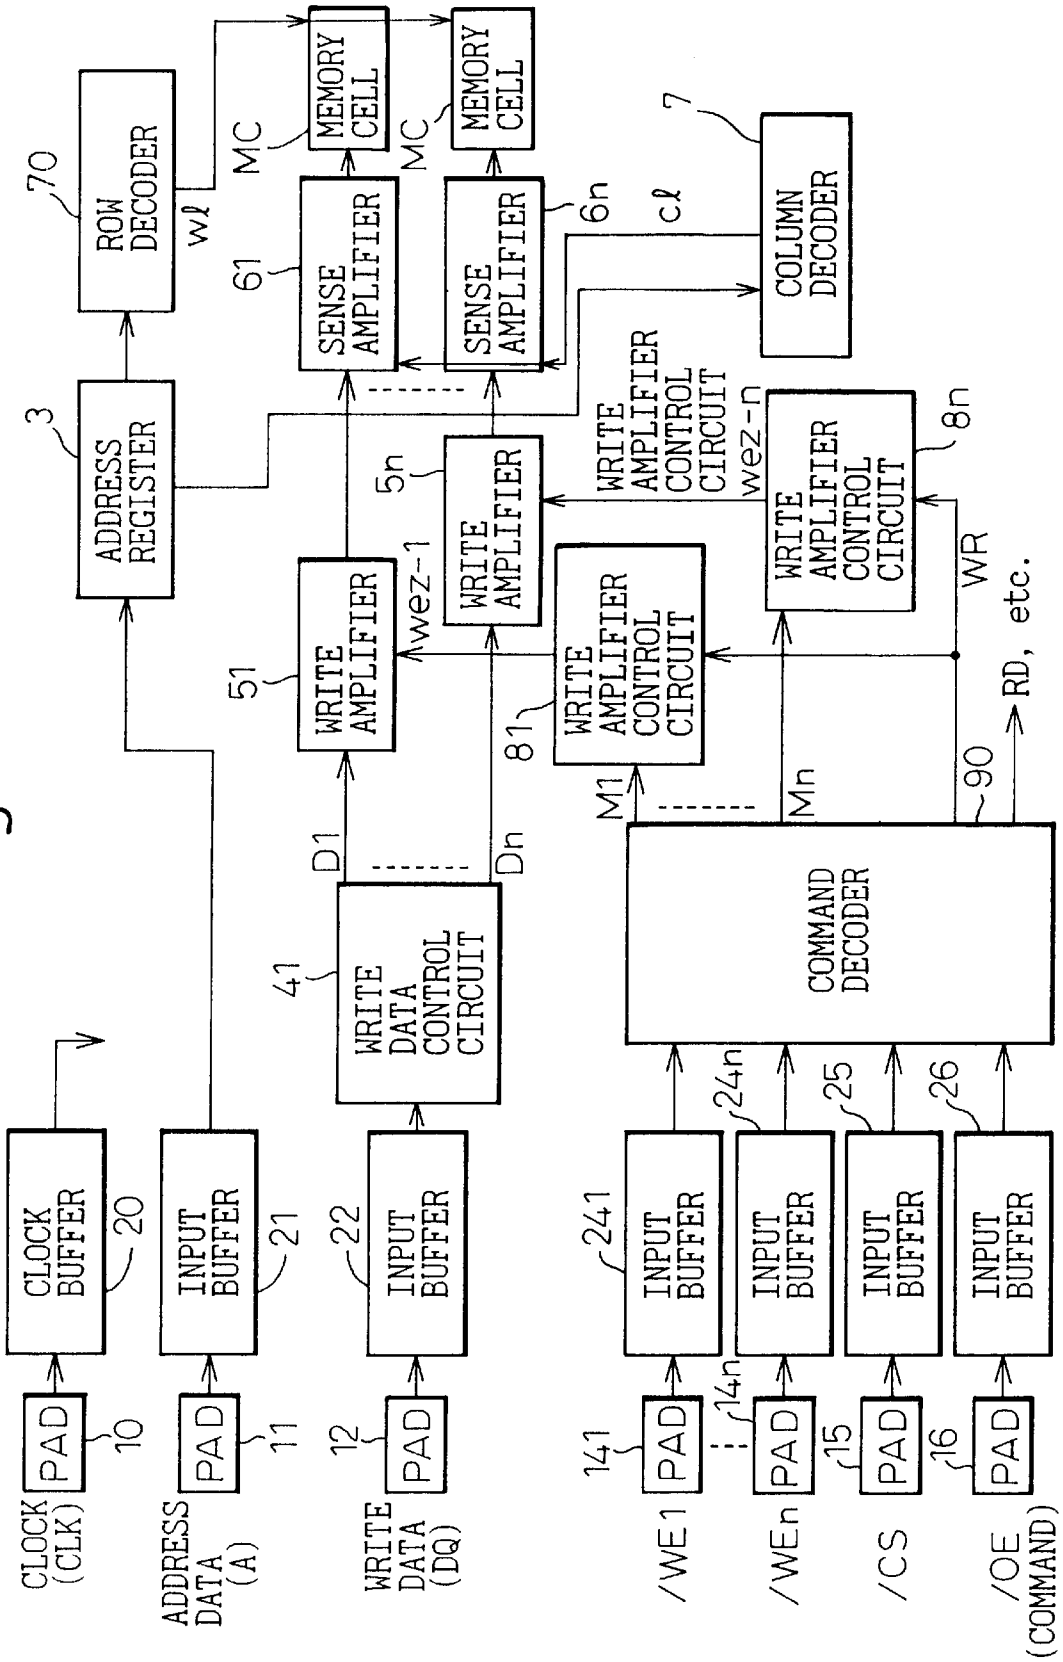 CLOCK
(CLK)
PAD
10
CLOCK
BUFFER
20
ADDRESS
DATA
(A)
PAD
11
INPUT
BUFFER
21
ADDRESS
REGISTER
3
ROW
DECODER
70
wl
WRITE
DATA
(DQ)
PAD
12
INPUT
BUFFER
22
WRITE
DATA
CONTROL
CIRCUIT
41
D1
Dn
WRITE
AMPLIFIER
51
wez-1
WRITE
AMPLIFIER
5n
SENSE
AMPLIFIER
61
SENSE
AMPLIFIER
6n
MEMORY
CELL
MC
MEMORY
CELL
MC
cl
COLUMN
DECODER
7
WRITE
AMPLIFIER
CONTROL
CIRCUIT
81
WRITE
AMPLIFIER
CONTROL
CIRCUIT
wez-n
WRITE
AMPLIFIER
CONTROL
CIRCUIT
8n
M1
Mn
WR
RD, etc.
90
COMMAND
DECODER
/WE1
PAD
141
INPUT
BUFFER
241
/WEn
PAD
14n
INPUT
BUFFER
24n
/CS
PAD
15
INPUT
BUFFER
25
/OE
(COMMAND)
PAD
16
INPUT
BUFFER
26